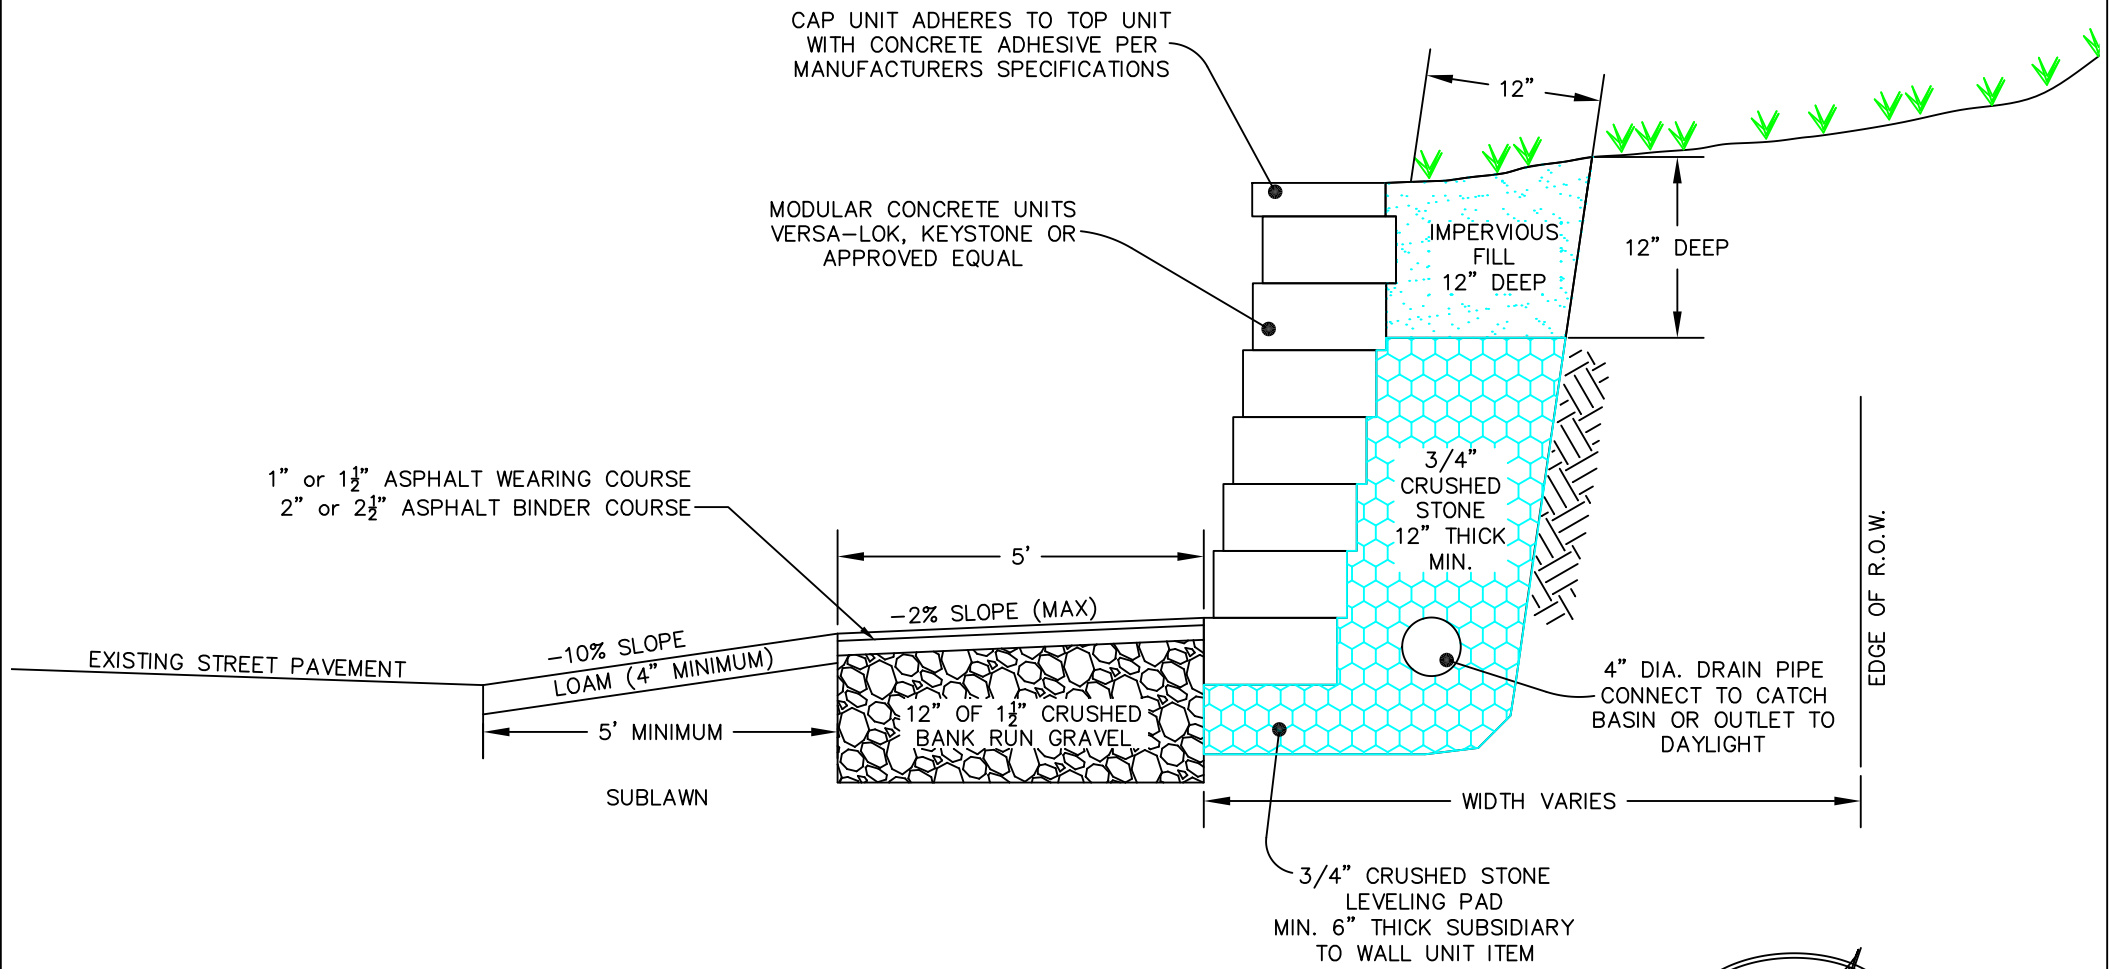 CAP UNIT ADHERES TO TOP UNIT
WITH CONCRETE ADHESIVE PER
MANUFACTURERS SPECIFICATIONS
12"
MODULAR CONCRETE UNITS
VERSA-LOK, KEYSTONE OR
APPROVED EQUAL
IMPERVIOUS
FILL
12" DEEP
12" DEEP
1" or 1½" ASPHALT WEARING COURSE
2" or 2½" ASPHALT BINDER COURSE
3/4"
CRUSHED
STONE
12" THICK
MIN.
5'
-2% SLOPE (MAX)
-10% SLOPE
LOAM (4" MINIMUM)
EXISTING STREET PAVEMENT
5' MINIMUM
SUBLAWN
12" OF 1½" CRUSHED
BANK RUN GRAVEL
4" DIA. DRAIN PIPE
CONNECT TO CATCH
BASIN OR OUTLET TO
DAYLIGHT
EDGE OF R.O.W.
WIDTH VARIES
3/4" CRUSHED STONE
LEVELING PAD
MIN. 6" THICK SUBSIDIARY
TO WALL UNIT ITEM